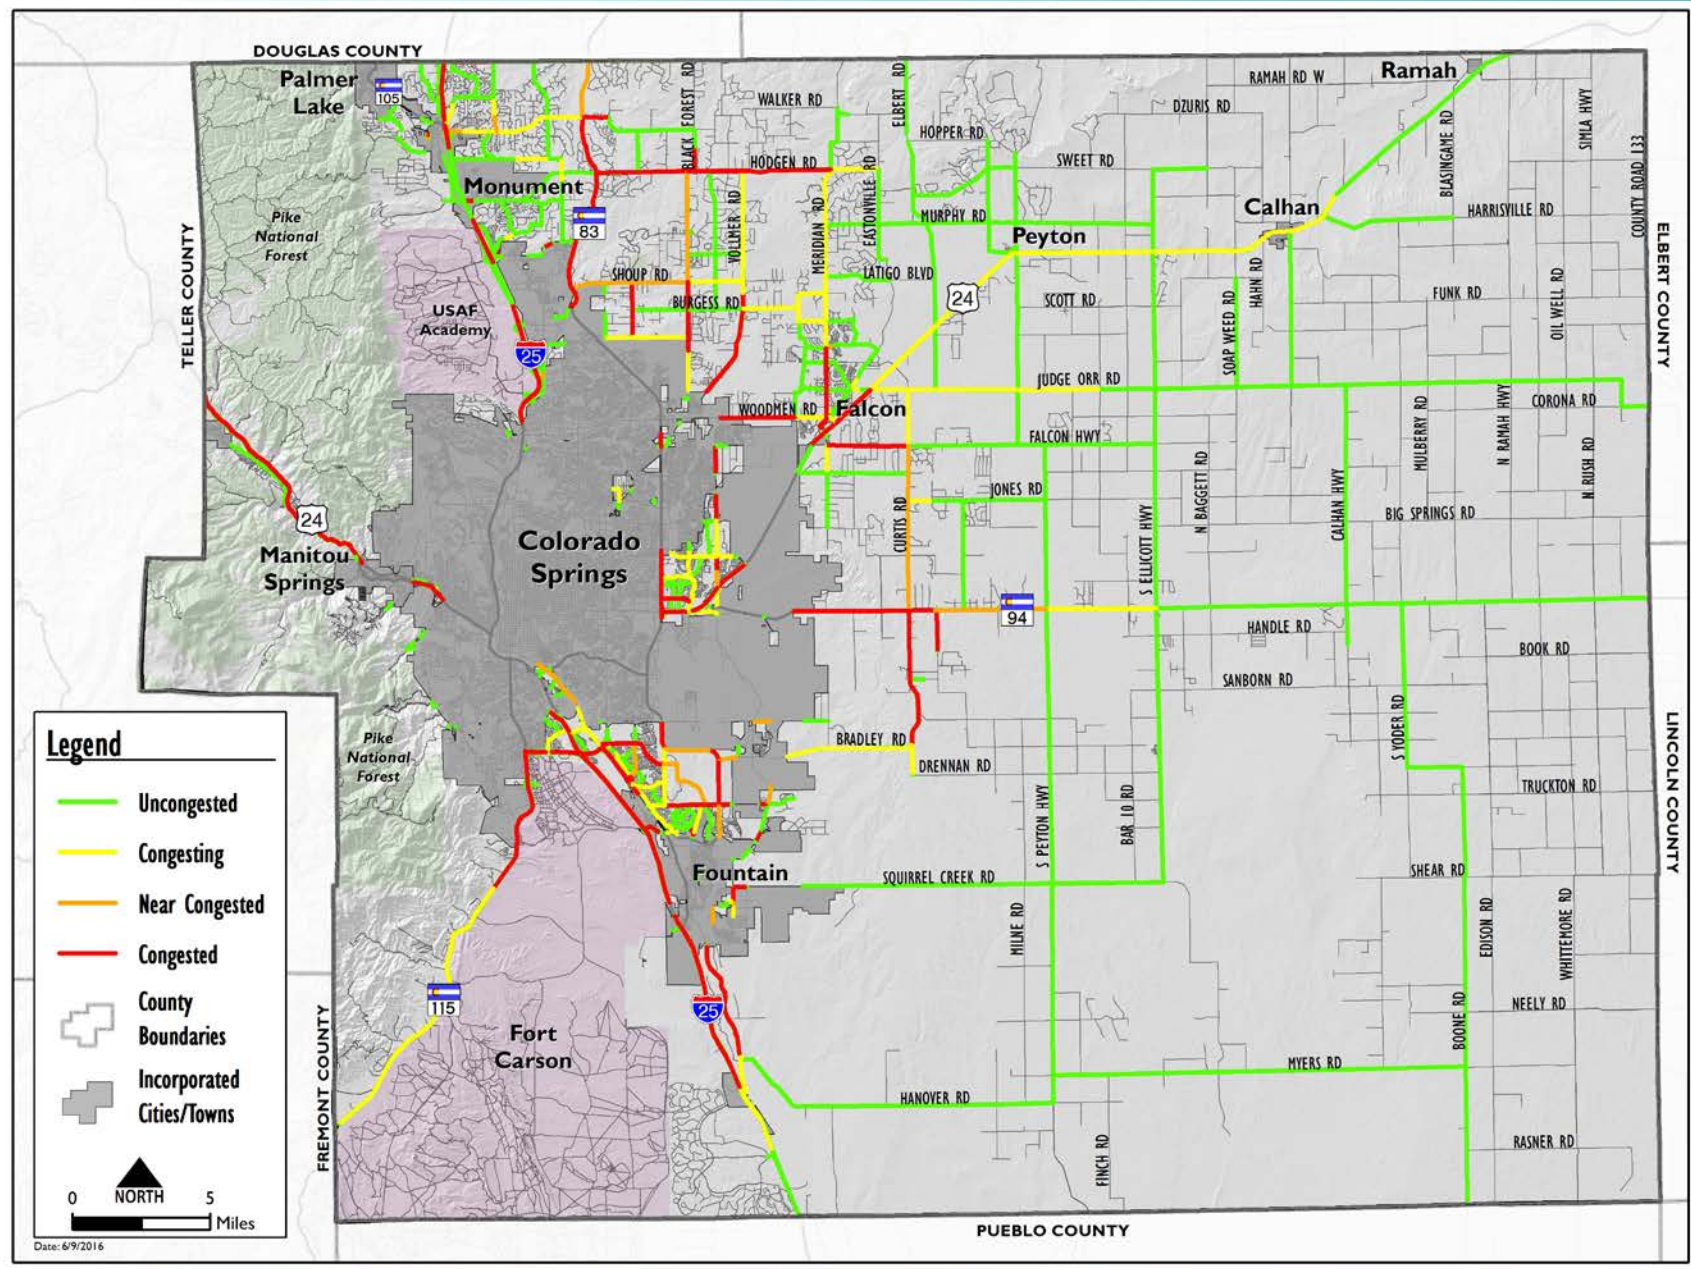 DOUGLAS COUNTY
Palmer
Lake
105
FOREST RD
BLACK
WALKER RD
ELBERT RD
HOPPER RD
DZURIS RD
RAMAH RD W
Ramah
SIMLA HWY
BLASINGAME RD
COUNTY ROAD 133
HODGEN RD
SWEET RD
Monument
83
VOLLMER RD
MERIDIAN RD
EASTONVILLE RD
MURPHY RD
Peyton
Calhan
HARRISVILLE RD
Pike
National
Forest
TELLER COUNTY
ELBERT COUNTY
USAF
Academy
25
SHOUP RD
BURGESS RD
LATIGO BLVD
24
SCOTT RD
SOAP WEED RD
HAHN RD
FUNK RD
OIL WELL RD
JUDGE ORR RD
WOODMEN RD
Falcon
FALCON HWY
CORONA RD
MULBERRY RD
N RAMAH HWY
N RUSH RD
24
Manitou
Springs
Colorado
Springs
CURTIS RD
JONES RD
S ELLICOTT HWY
N BAGGETT RD
CALHAN HWY
BIG SPRINGS RD
94
HANDLE RD
BOOK RD
SANBORN RD
S YODER RD
LINCOLN COUNTY
Pike
National
Forest
BRADLEY RD
DRENNAN RD
S PEYTON HWY
BAR 10 RD
TRUCKTON RD
Fountain
SQUIRREL CREEK RD
SHEAR RD
MILNE RD
EDISON RD
WHITTEMORE RD
115
25
BOONE RD
NEELY RD
Fort
Carson
MYERS RD
HANOVER RD
FINCH RD
RASNER RD
FREMONT COUNTY
PUEBLO COUNTY
Legend
Uncongested
Congesting
Near Congested
Congested
County
Boundaries
Incorporated
Cities/Towns
NORTH
0 5
Miles
Date: 6/9/2016